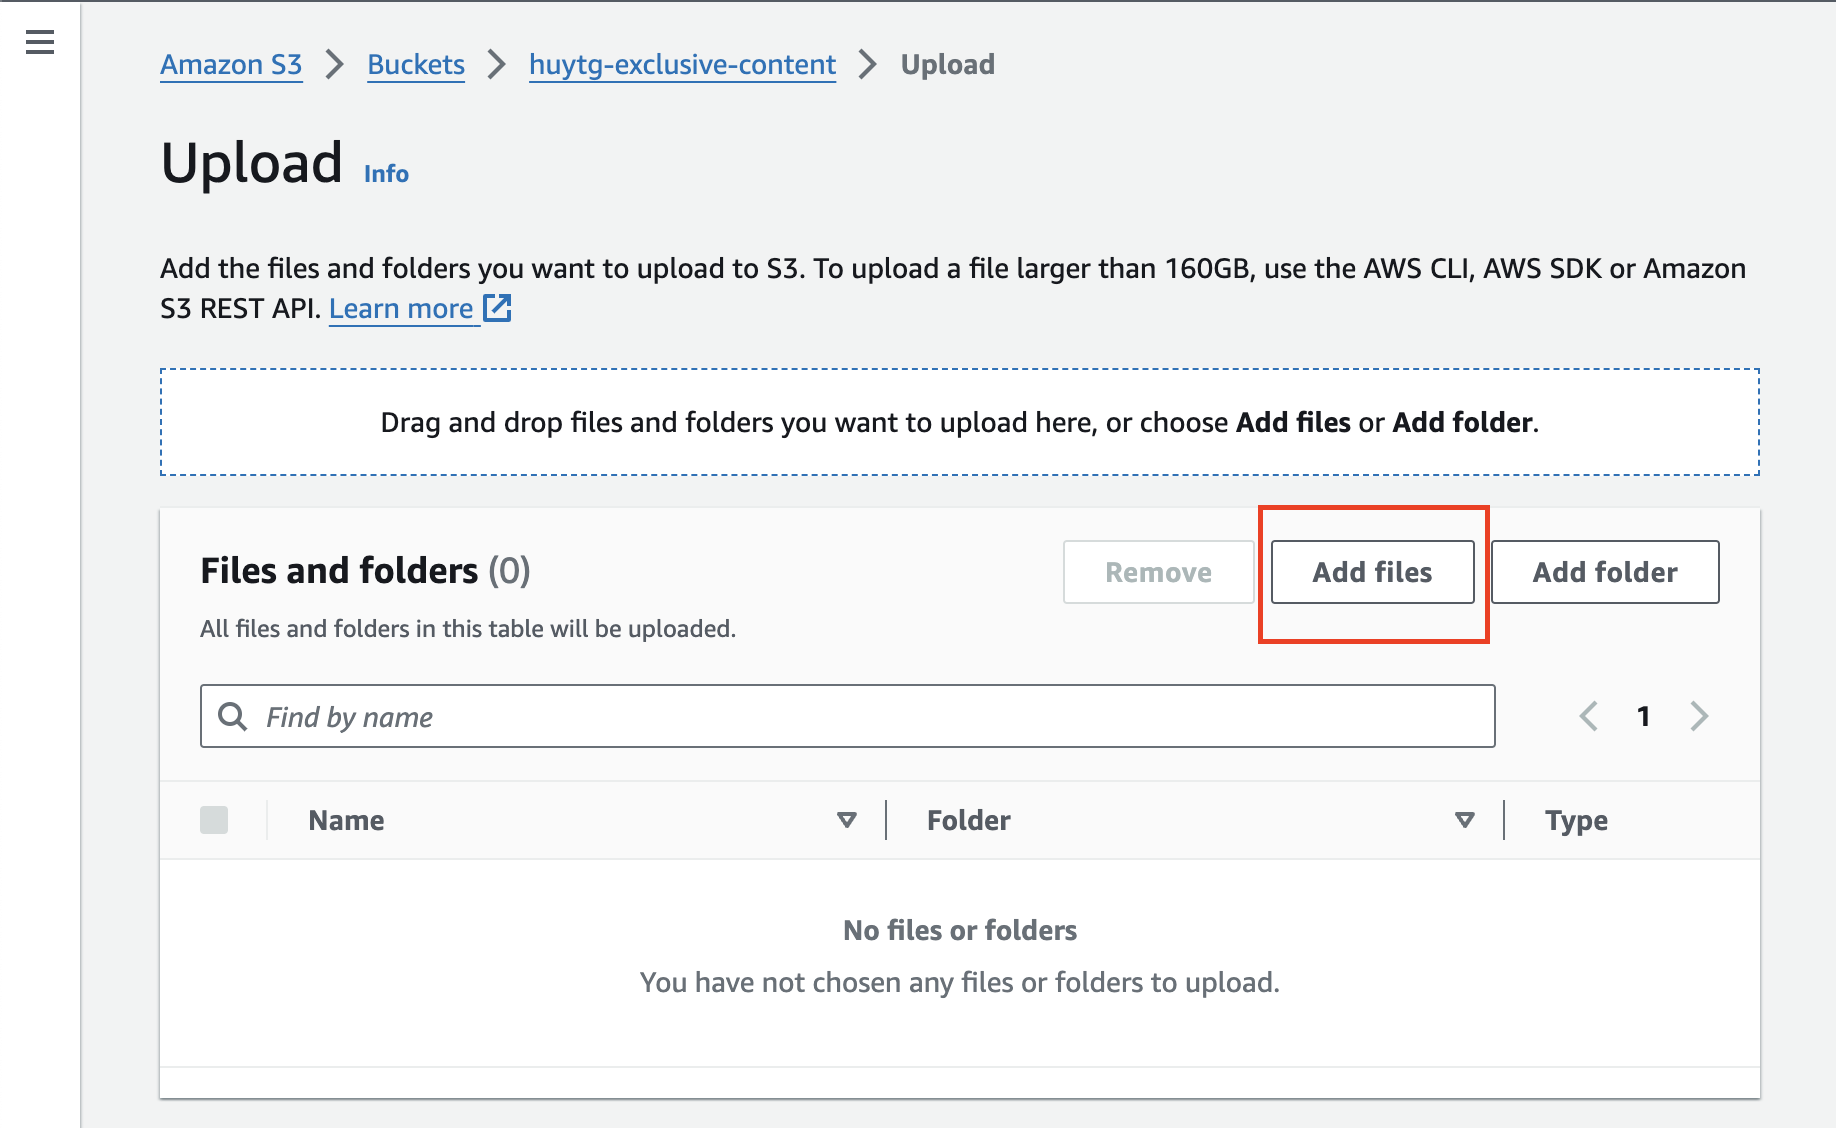 Amazon S3 > Buckets > huytg-exclusive-content > Upload
Upload Info
Add the files and folders you want to upload to S3. To upload a file larger than 160GB, use the AWS CLI, AWS SDK or Amazon
S3 REST API. Learn more
Drag and drop files and folders you want to upload here, or choose Add files or Add folder.
Files and folders (0)
Remove Add files Add folder
All files and folders in this table will be uploaded.
Find by name
1
Name Folder Type
No files or folders
You have not chosen any files or folders to upload.